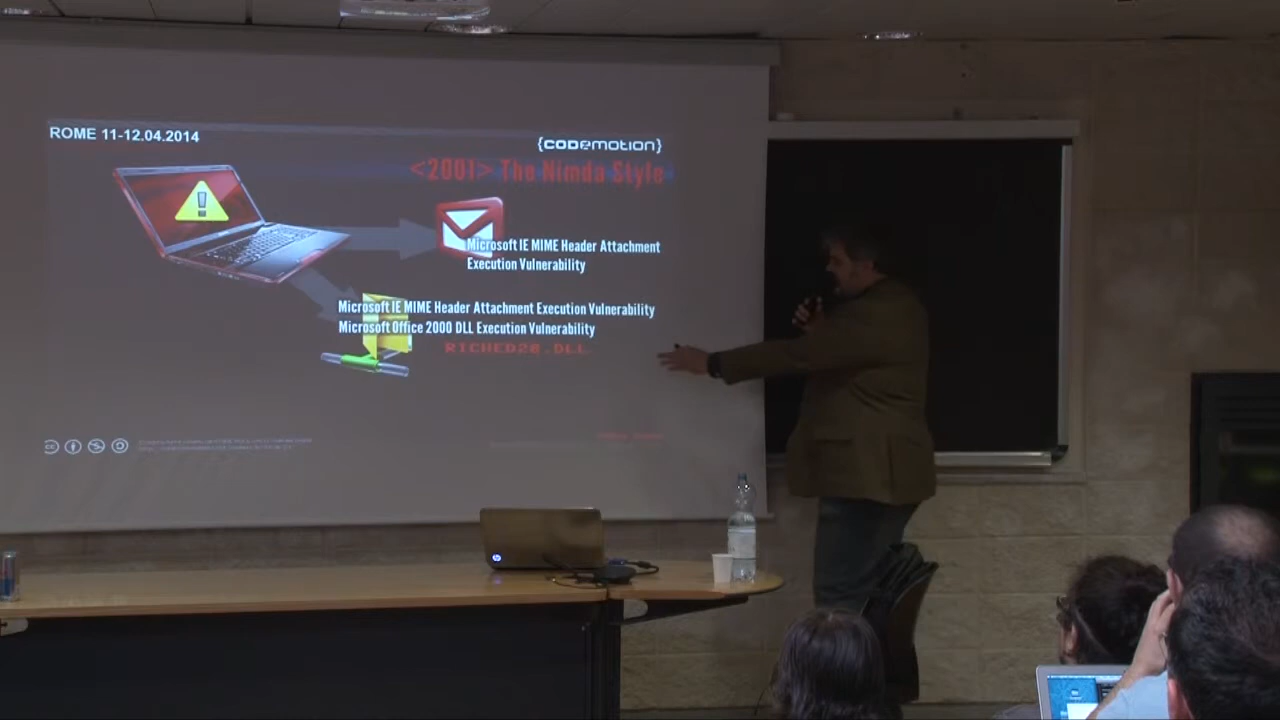 ROME 11-12.04.2014
{CODEMOTION}
<2001> The Nimda Style
Microsoft IE MIME Header Attachment
Execution Vulnerability
Microsoft IE MIME Header Attachment Execution Vulnerability
Microsoft Office 2000 DLL Execution Vulnerability
RICHED20.DLL
hp